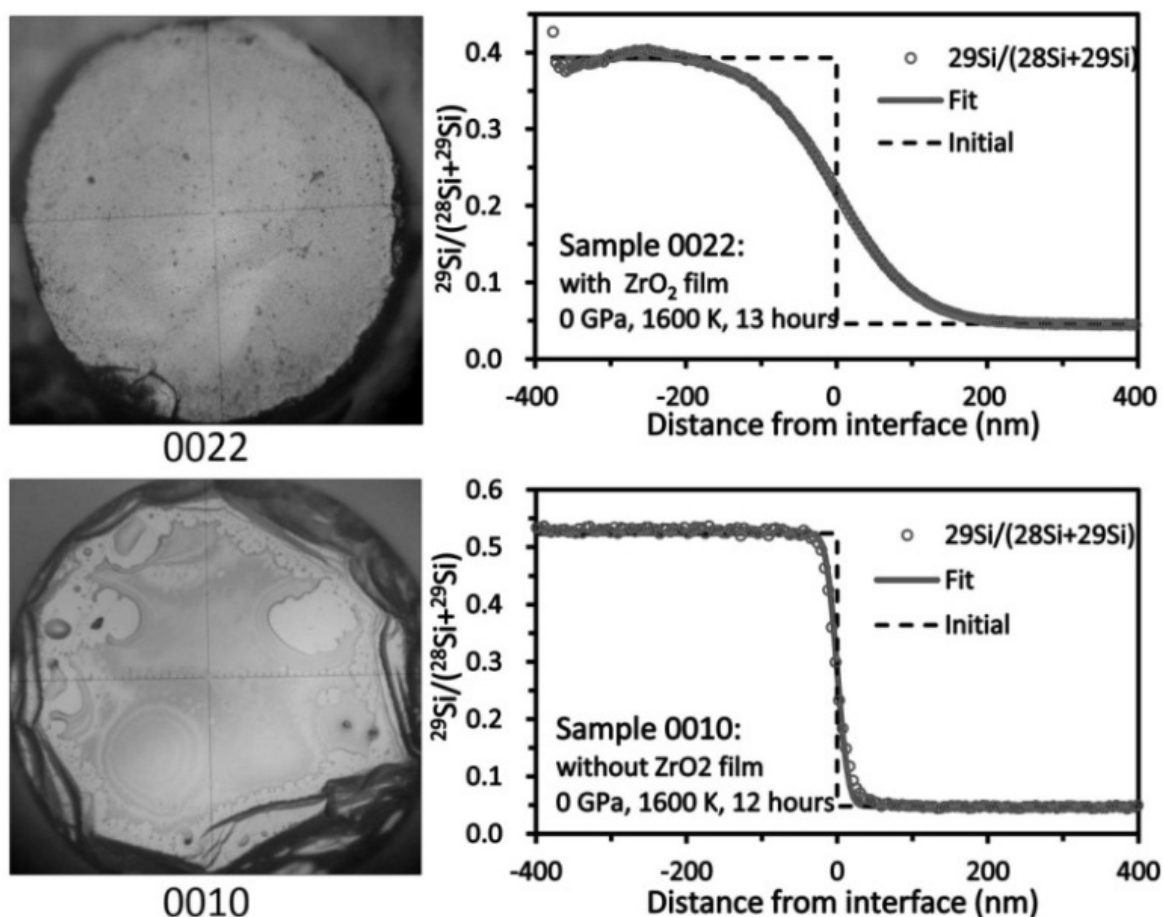 0022
29Si/(28Si+29Si)
0.4
0.3
0.2
0.1
0.0
29Si/(28Si+29Si)
Fit
Initial
Sample 0022:
with ZrO2 film
0 GPa, 1600 K, 13 hours
-400
-200
0
200
400
Distance from interface (nm)
0010
29Si/(28Si+29Si)
0.6
0.5
0.4
0.3
0.2
0.1
0.0
29Si/(28Si+29Si)
Fit
Initial
Sample 0010:
without ZrO2 film
0 GPa, 1600 K, 12 hours
-400
-200
0
200
400
Distance from interface (nm)